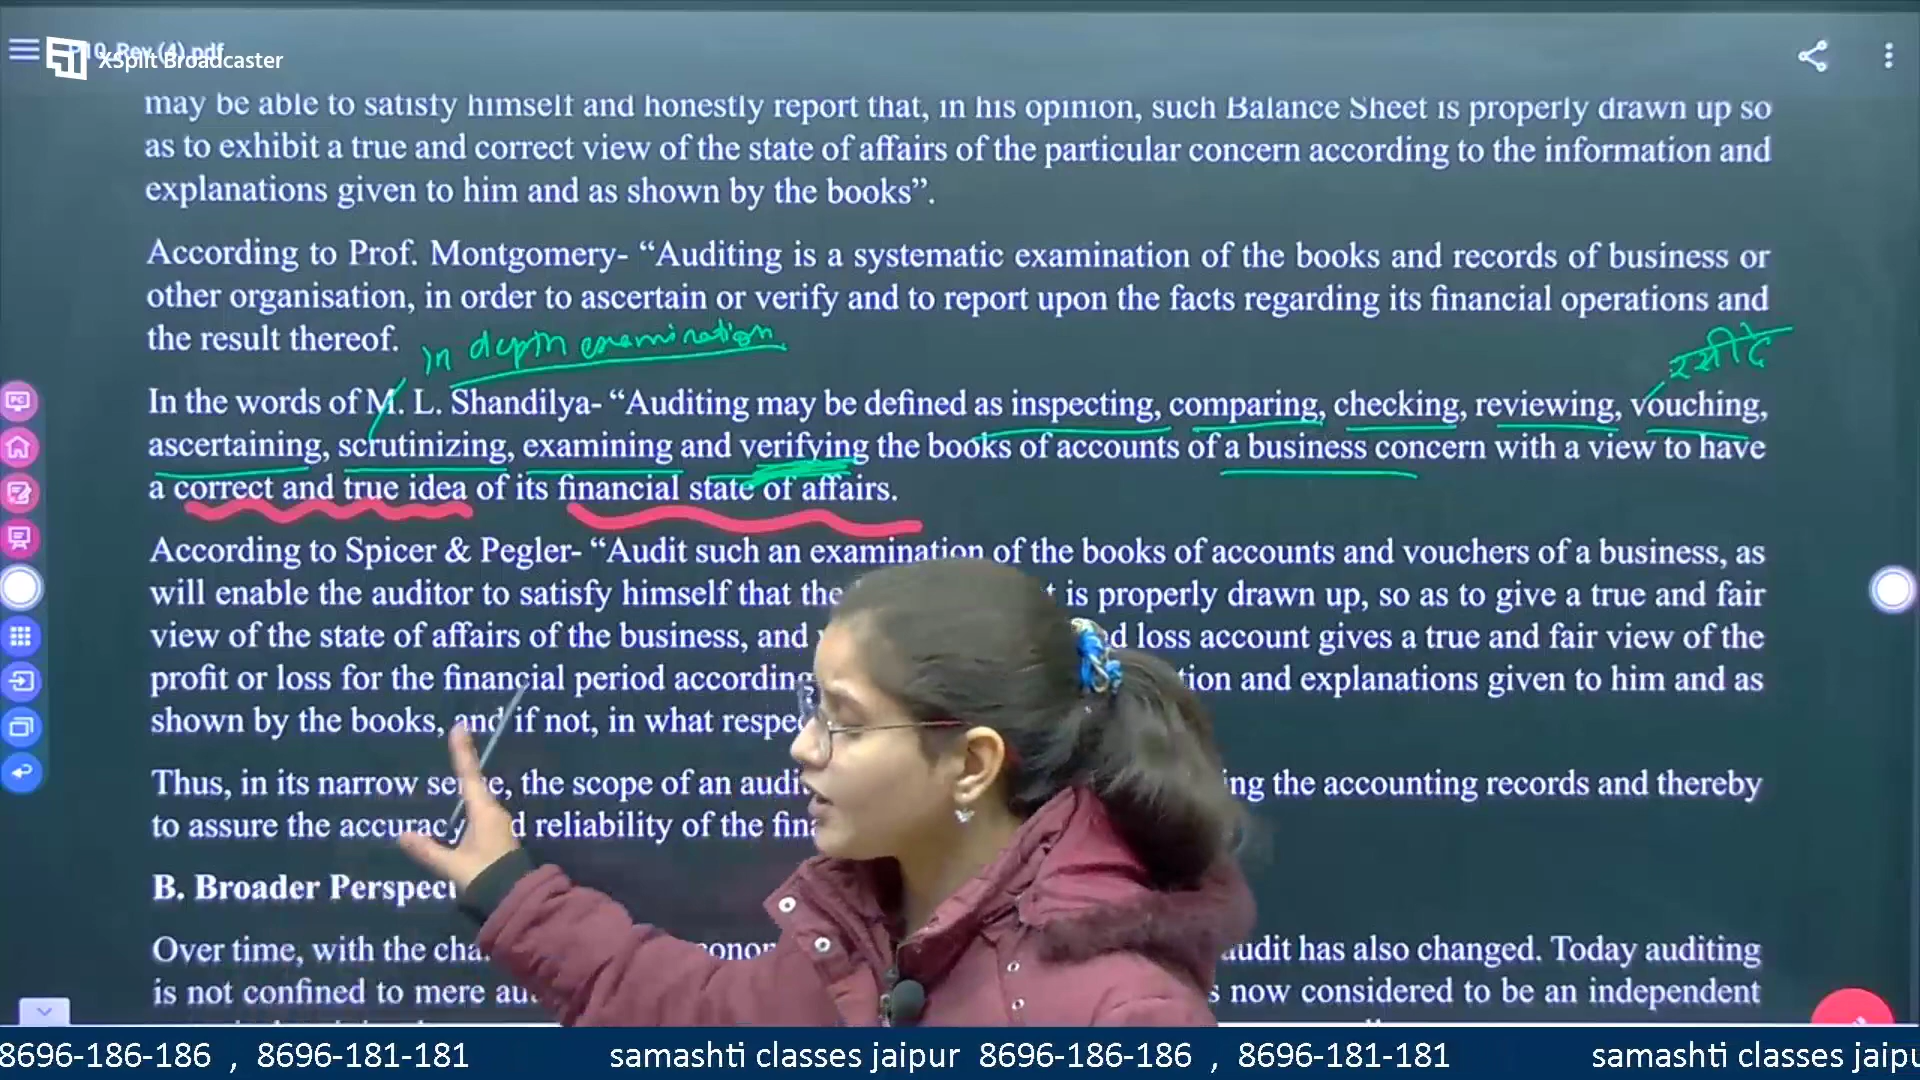 P10 Rev (4).pdf
XSplit Broadcaster
may be able to satisfy himself and honestly report that, in his opinion, such Balance Sheet is properly drawn up so
as to exhibit a true and correct view of the state of affairs of the particular concern according to the information and
explanations given to him and as shown by the books”.
According to Prof. Montgomery- “Auditing is a systematic examination of the books and records of business or
other organisation, in order to ascertain or verify and to report upon the facts regarding its financial operations and
the result thereof.
in depth examination
रसीद
In the words of M. L. Shandilya- “Auditing may be defined as inspecting, comparing, checking, reviewing, vouching,
ascertaining, scrutinizing, examining and verifying the books of accounts of a business concern with a view to have
a correct and true idea of its financial state of affairs.
According to Spicer & Pegler- “Audit such an examination of the books of accounts and vouchers of a business, as
will enable the auditor to satisfy himself that the is properly drawn up, so as to give a true and fair
view of the state of affairs of the business, and loss account gives a true and fair view of the
profit or loss for the financial period according and explanations given to him and as
shown by the books, and if not, in what
Thus, in its narrow sense, the scope of an the accounting records and thereby
to assure the accuracy reliability of the
B. Broader
Over time, with the audit has also changed. Today auditing
is not confined to mere now considered to be an independent
8696-186-186 , 8696-181-181 samashti classes jaipur 8696-186-186 , 8696-181-181 samashti classes